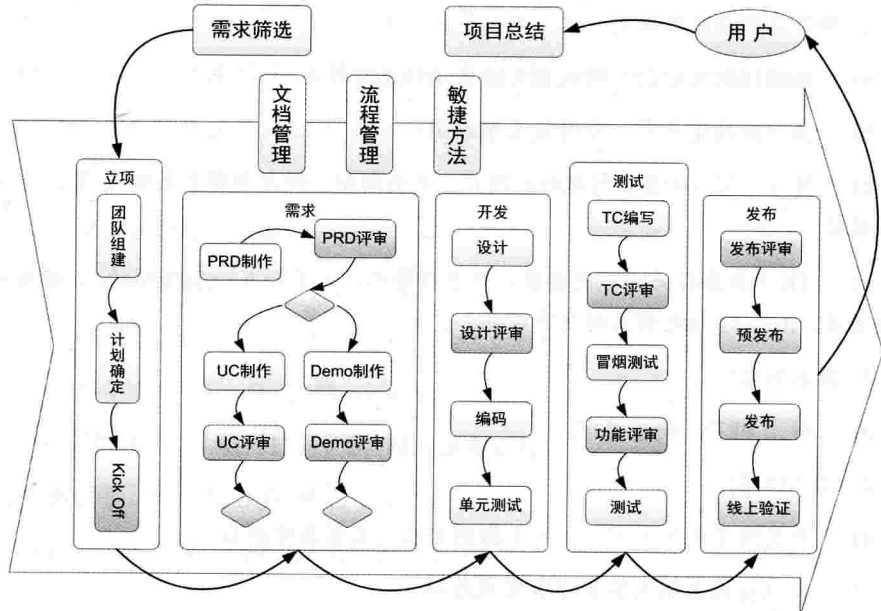 需求筛选
项目总结
用户
文档管理
流程管理
敏捷方法
立项
团队组建
计划确定
Kick Off
需求
PRD制作
PRD评审
UC制作
Demo制作
UC评审
Demo评审
开发
设计
设计评审
编码
单元测试
测试
TC编写
TC评审
冒烟测试
功能评审
测试
发布
发布评审
预发布
发布
线上验证